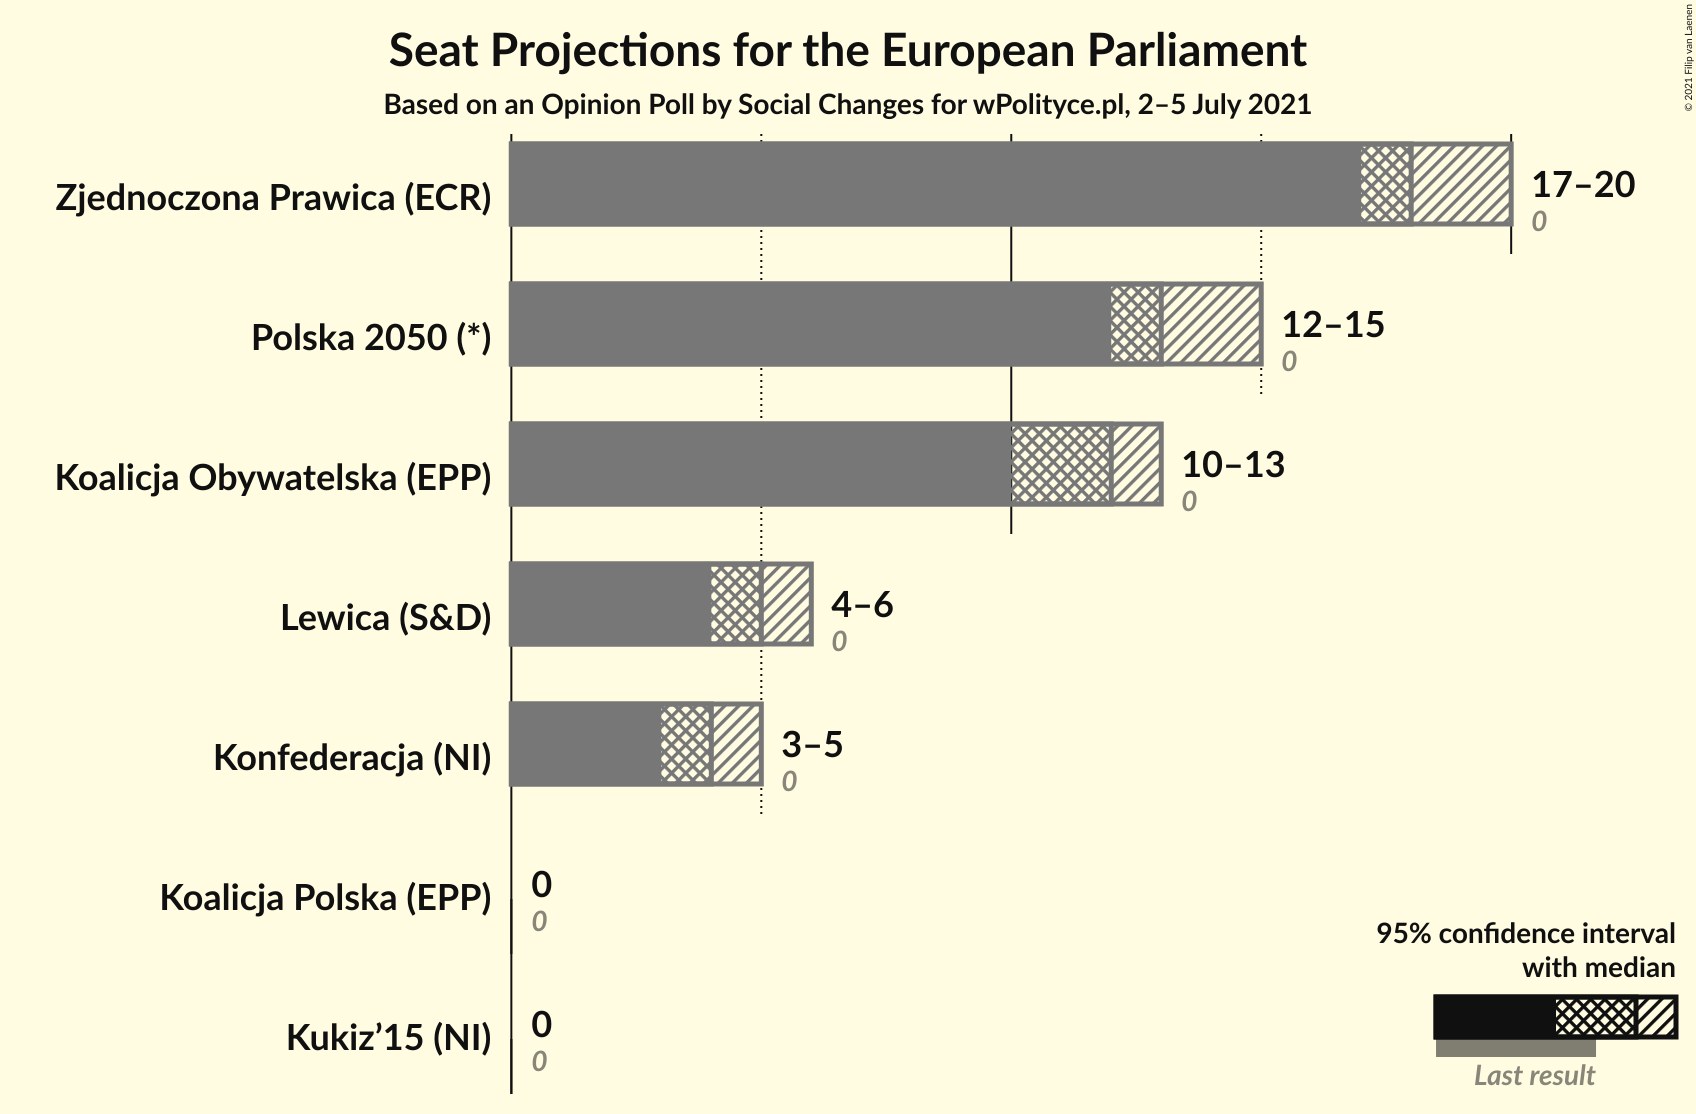 Seat Projections for the European Parliament
Based on an Opinion Poll by Social Changes for wPolityce.pl, 2–5 July 2021
© 2021 Filip van Laenen
Zjednoczona Prawica (ECR)
17–20
0
Polska 2050 (*)
12–15
0
Koalicja Obywatelska (EPP)
10–13
0
Lewica (S&D)
4–6
0
Konfederacja (NI)
3–5
0
Koalicja Polska (EPP)
0
0
Kukiz’15 (NI)
0
0
95% confidence interval
with median
Last result